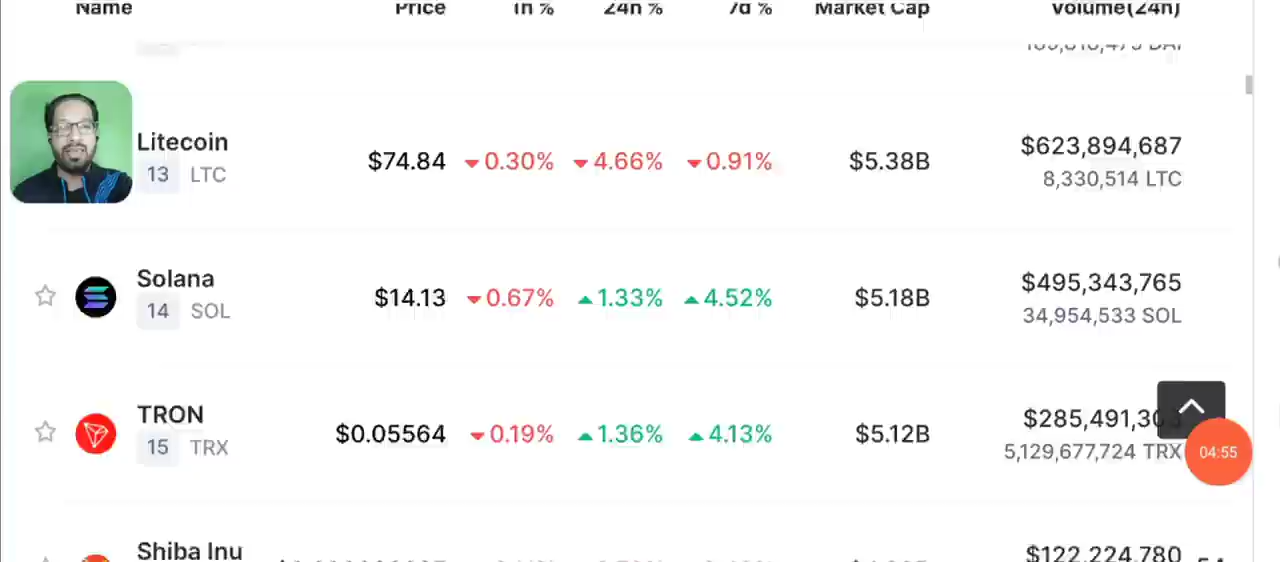 Name Price 1h % 24h % 7d % Market Cap Volume(24h)
Litecoin
13 LTC
$74.84 0.30% 4.66% 0.91% $5.38B $623,894,687
8,330,514 LTC
Solana
14 SOL
$14.13 0.67% 1.33% 4.52% $5.18B $495,343,765
34,954,533 SOL
TRON
15 TRX
$0.05564 0.19% 1.36% 4.13% $5.12B
5,129,677,724 TRX
04:55
Shiba Inu
$122,224,780